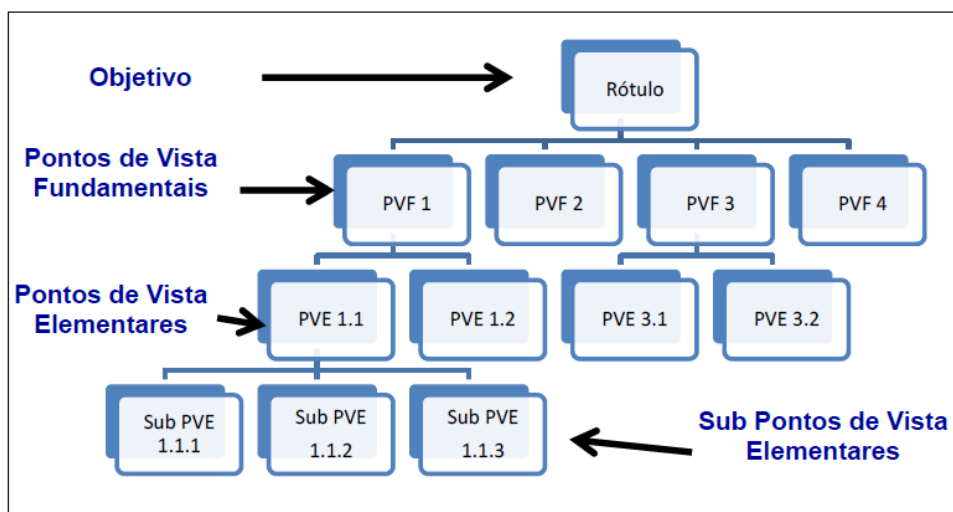 Objetivo
Rótulo
Pontos de Vista
Fundamentais
PVF 1
PVF 2
PVF 3
PVF 4
Pontos de Vista
Elementares
PVE 1.1
PVE 1.2
PVE 3.1
PVE 3.2
Sub PVE
1.1.1
Sub PVE
1.1.2
Sub PVE
1.1.3
Sub Pontos de Vista
Elementares